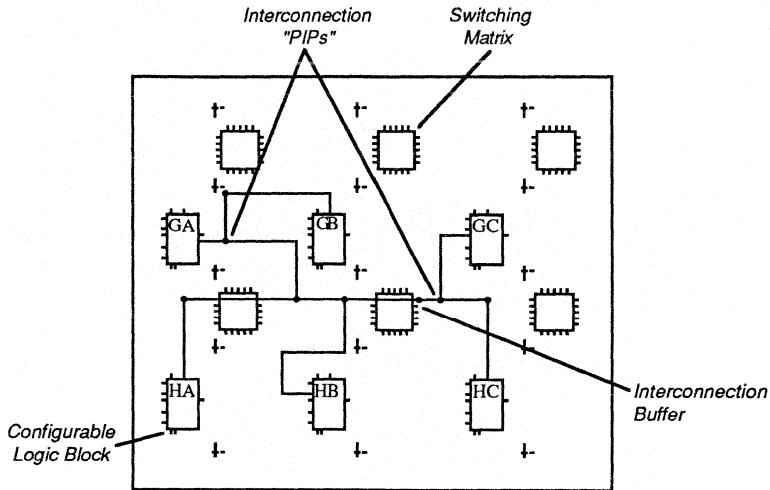 Interconnection
"PIPs"
Switching
Matrix
GA
GB
GC
HA
HB
HC
Interconnection
Buffer
Configurable
Logic Block